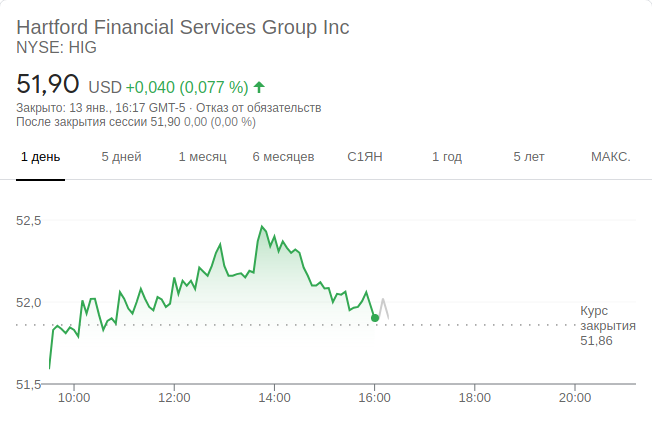 Hartford Financial Services Group Inc
NYSE: HIG
51,90 USD +0,040 (0,077 %)
Закрыто: 13 янв., 16:17 GMT-5 · Отказ от обязательств
После закрытия сессии 51,90 0,00 (0,00 %)
1 день 5 дней 1 месяц 6 месяцев С1ЯН 1 год 5 лет МАКС.
52,5
52,0
Курс
закрытия
51,86
51,5
10:00 12:00 14:00 16:00 18:00 20:00